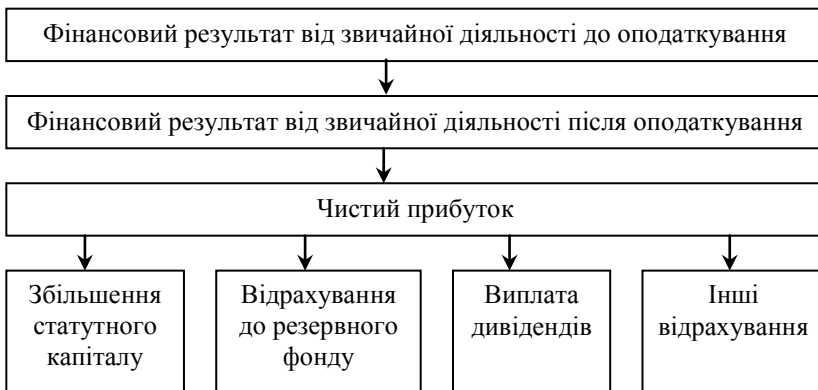 Фінансовий результат від звичайної діяльності до оподаткування
Фінансовий результат від звичайної діяльності після оподаткування
Чистий прибуток
Збільшення
статутного
капіталу
Відрахування
до резервного
фонду
Виплата
дивідендів
Інші
відрахування